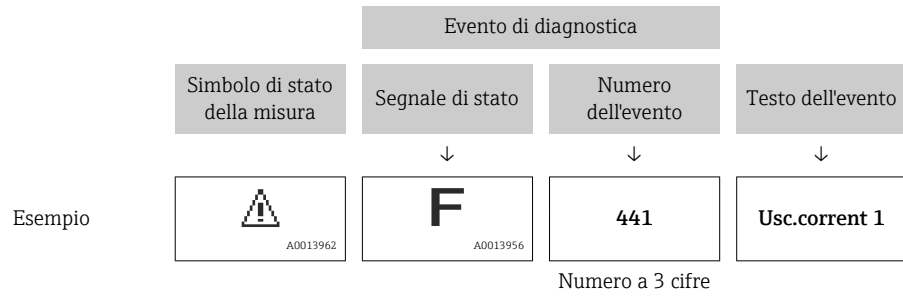 Evento di diagnostica
Simbolo di stato
della misura
Segnale di stato
Numero
dell'evento
Testo dell'evento
↓ ↓ ↓
Esempio
A0013962
F
A0013956
441
Usc.corrent 1
Numero a 3 cifre